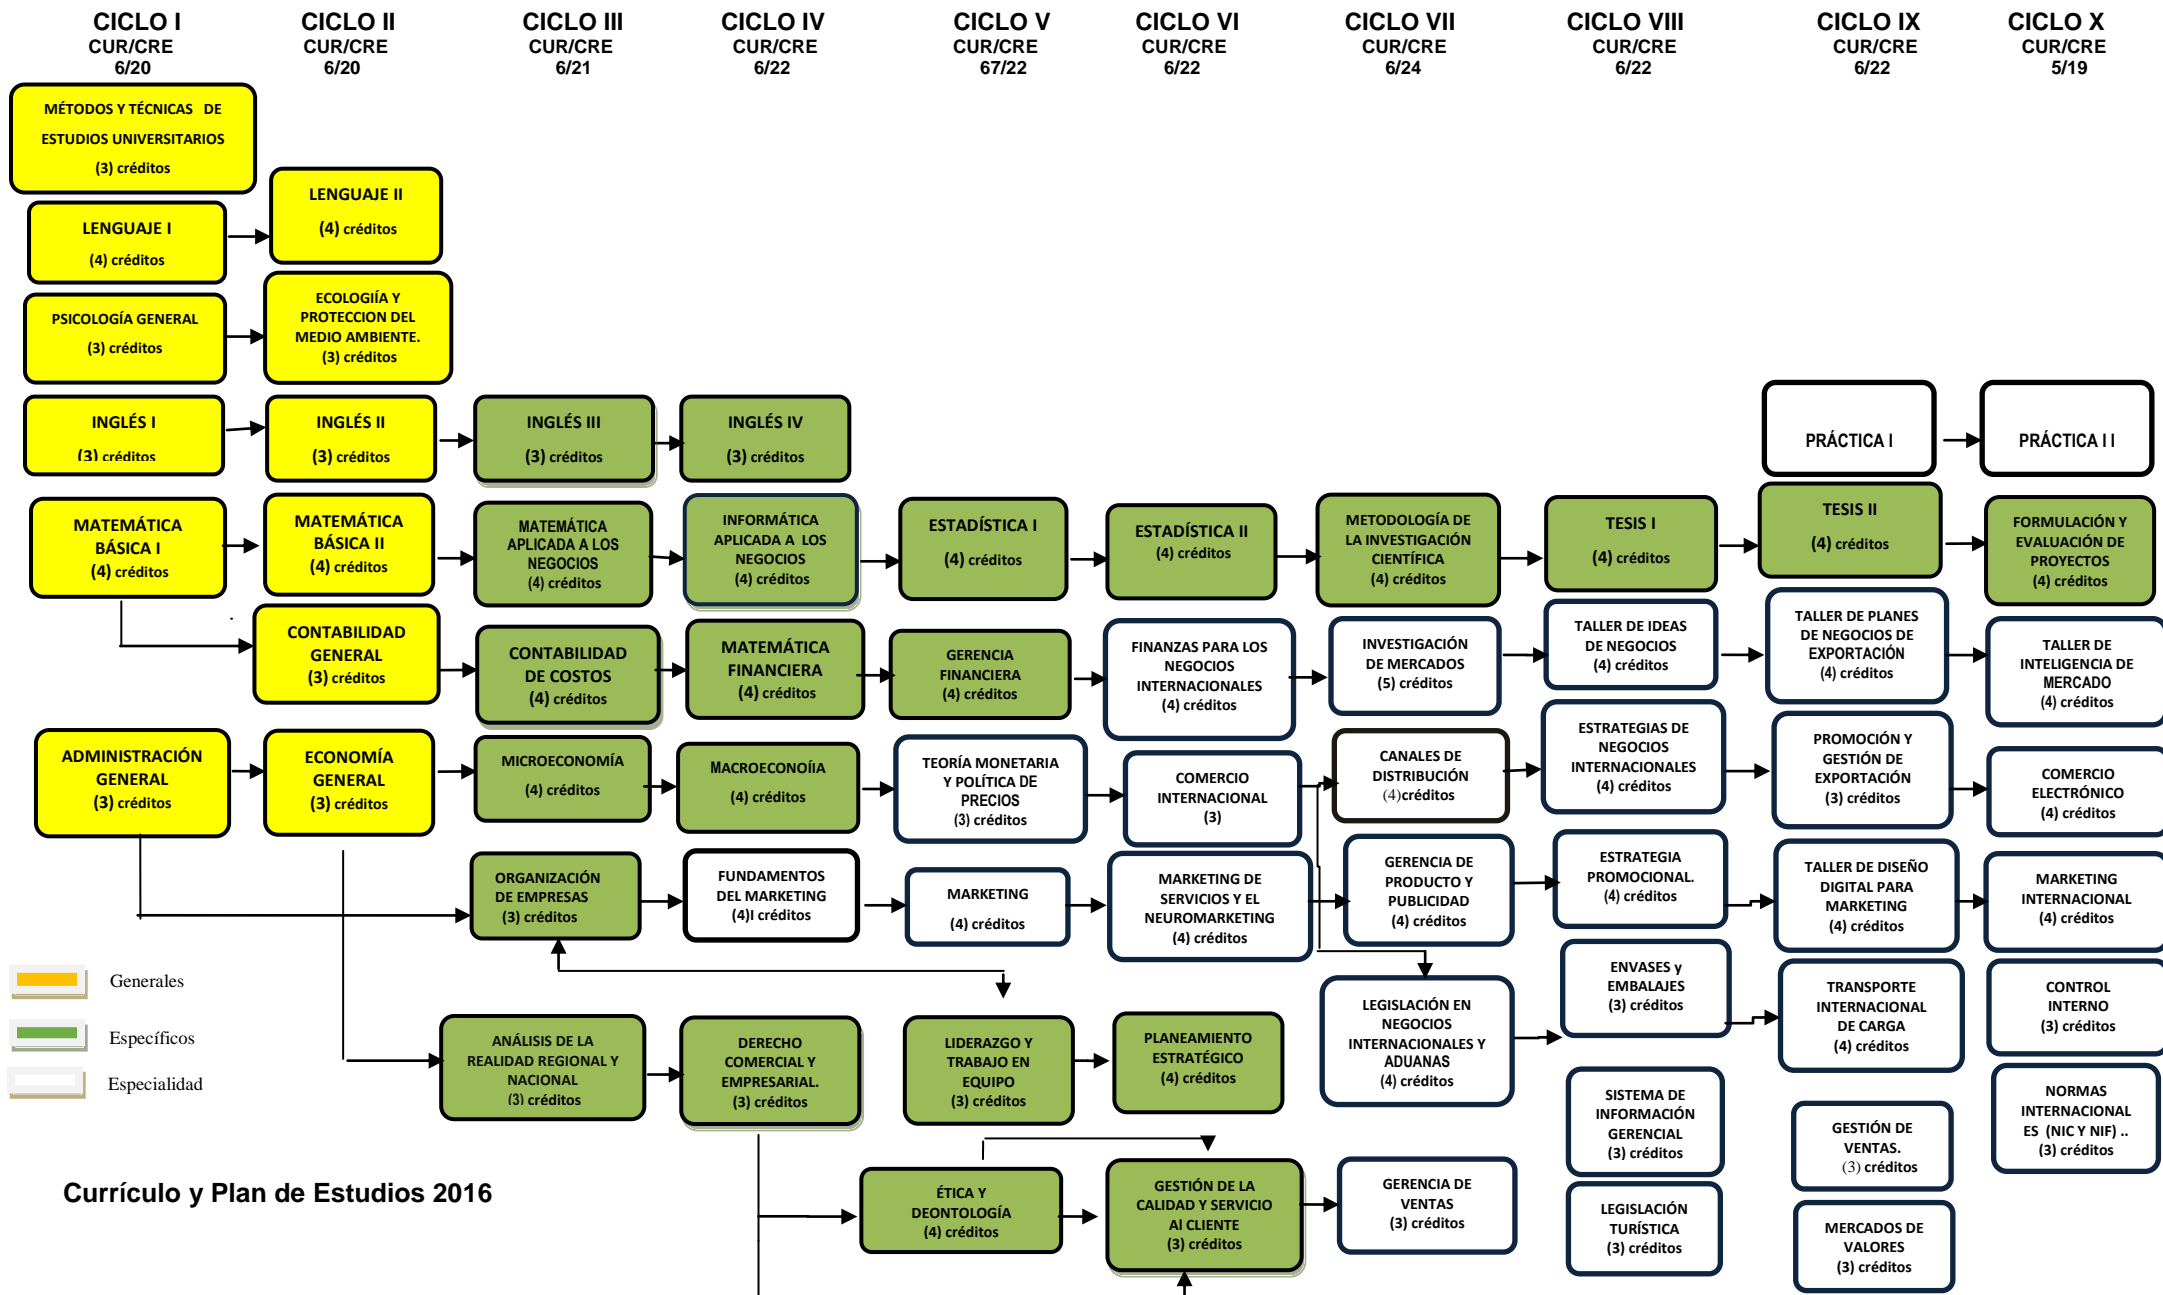 CICLO I
CUR/CRE
6/20
CICLO II
CUR/CRE
6/20
CICLO III
CUR/CRE
6/21
CICLO IV
CUR/CRE
6/22
CICLO V
CUR/CRE
67/22
CICLO VI
CUR/CRE
6/22
CICLO VII
CUR/CRE
6/24
CICLO VIII
CUR/CRE
6/22
CICLO IX
CUR/CRE
6/22
CICLO X
CUR/CRE
5/19
MÉTODOS Y TÉCNICAS DE
ESTUDIOS UNIVERSITARIOS
(3) créditos
LENGUAJE I
(4) créditos
LENGUAJE II
(4) créditos
PSICOLOGÍA GENERAL
(3) créditos
ECOLOGIÍA Y
PROTECCION DEL
MEDIO AMBIENTE.
(3) créditos
INGLÉS I
(3) créditos
INGLÉS II
(3) créditos
INGLÉS III
(3) créditos
INGLÉS IV
(3) créditos
PRÁCTICA I
PRÁCTICA I I
MATEMÁTICA
BÁSICA I
(4) créditos
MATEMÁTICA
BÁSICA II
(4) créditos
MATEMÁTICA
APLICADA A LOS
NEGOCIOS
(4) créditos
INFORMÁTICA
APLICADA A LOS
NEGOCIOS
(4) créditos
ESTADÍSTICA I
(4) créditos
ESTADÍSTICA II
(4) créditos
METODOLOGÍA DE
LA INVESTIGACIÓN
CIENTÍFICA
(4) créditos
TESIS I
(4) créditos
TESIS II
(4) créditos
FORMULACIÓN Y
EVALUACIÓN DE
PROYECTOS
(4) créditos
CONTABILIDAD
GENERAL
(3) créditos
CONTABILIDAD
DE COSTOS
(4) créditos
MATEMÁTICA
FINANCIERA
(4) créditos
GERENCIA
FINANCIERA
(4) créditos
FINANZAS PARA LOS
NEGOCIOS
INTERNACIONALES
(4) créditos
INVESTIGACIÓN
DE MERCADOS
(5) créditos
TALLER DE IDEAS
DE NEGOCIOS
(4) créditos
TALLER DE PLANES
DE NEGOCIOS DE
EXPORTACIÓN
(4) créditos
TALLER DE
INTELIGENCIA DE
MERCADO
(4) créditos
ADMINISTRACIÓN
GENERAL
(3) créditos
ECONOMÍA
GENERAL
(3) créditos
MICROECONOMÍA
(4) créditos
MACROECONOÍIA
(4) créditos
TEORÍA MONETARIA
Y POLÍTICA DE
PRECIOS
(3) créditos
COMERCIO
INTERNACIONAL
(3)
CANALES DE
DISTRIBUCIÓN
(4)créditos
ESTRATEGIAS DE
NEGOCIOS
INTERNACIONALES
(4) créditos
PROMOCIÓN Y
GESTIÓN DE
EXPORTACIÓN
(3) créditos
COMERCIO
ELECTRÓNICO
(4) créditos
ORGANIZACIÓN
DE EMPRESAS
(3) créditos
FUNDAMENTOS
DEL MARKETING
(4)I créditos
MARKETING
(4) créditos
MARKETING DE
SERVICIOS Y EL
NEUROMARKETING
(4) créditos
GERENCIA DE
PRODUCTO Y
PUBLICIDAD
(4) créditos
ESTRATEGIA
PROMOCIONAL.
(4) créditos
TALLER DE DISEÑO
DIGITAL PARA
MARKETING
(4) créditos
MARKETING
INTERNACIONAL
(4) créditos
Generales
Específicos
Especialidad
ANÁLISIS DE LA
REALIDAD REGIONAL Y
NACIONAL
(3) créditos
DERECHO
COMERCIAL Y
EMPRESARIAL.
(3) créditos
LIDERAZGO Y
TRABAJO EN
EQUIPO
(3) créditos
PLANEAMIENTO
ESTRATÉGICO
(4) créditos
LEGISLACIÓN EN
NEGOCIOS
INTERNACIONALES Y
ADUANAS
(4) créditos
ENVASES y
EMBALAJES
(3) créditos
TRANSPORTE
INTERNACIONAL
DE CARGA
(4) créditos
CONTROL
INTERNO
(3) créditos
SISTEMA DE
INFORMACIÓN
GERENCIAL
(3) créditos
GESTIÓN DE
VENTAS.
(3) créditos
NORMAS
INTERNACIONAL
ES (NIC Y NIF) ..
(3) créditos
Currículo y Plan de Estudios 2016
ÉTICA Y
DEONTOLOGÍA
(4) créditos
GESTIÓN DE LA
CALIDAD Y SERVICIO
Al CLIENTE
(3) créditos
GERENCIA DE
VENTAS
(3) créditos
LEGISLACIÓN
TURÍSTICA
(3) créditos
MERCADOS DE
VALORES
(3) créditos